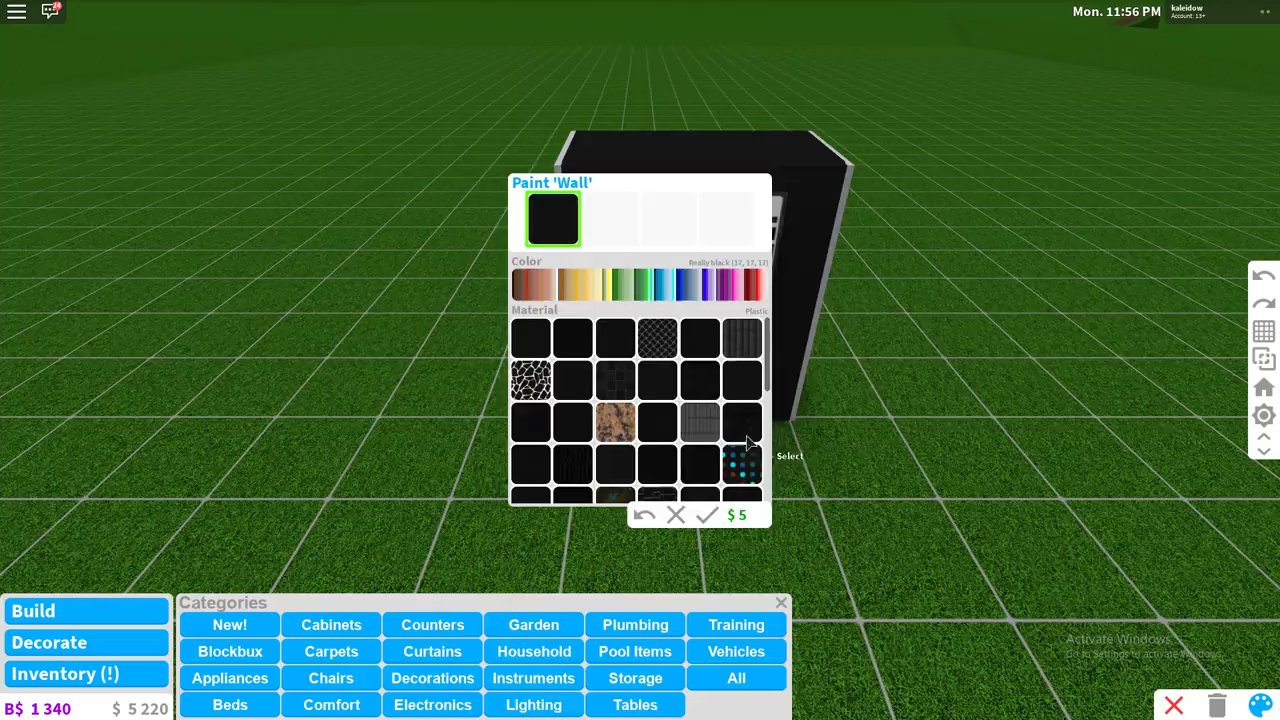 24
Mon. 11:56 PM
kaleidow
Account: 13+
Paint 'Wall'
Color
Really black (17, 17, 17)
Material
Plastic
Select
$ 5
Build
Decorate
Inventory (!)
B$ 1 340
$ 5 220
Categories
New!
Cabinets
Counters
Garden
Plumbing
Training
Blockbux
Carpets
Curtains
Household
Pool Items
Vehicles
Appliances
Chairs
Decorations
Instruments
Storage
All
Beds
Comfort
Electronics
Lighting
Tables
Activate Windows
Go to Settings to activate Windows.